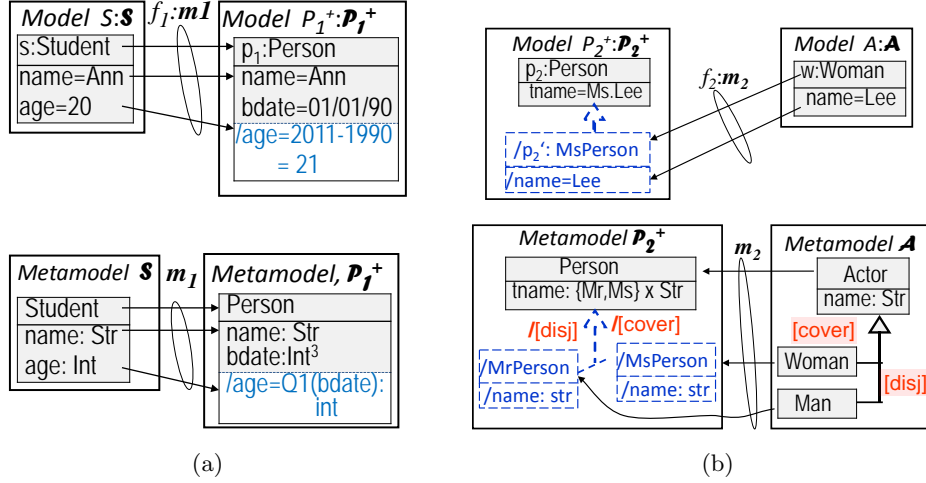 Model S:S
f1:m1
Model P1+:P1+
s:Student
name=Ann
age=20
p1:Person
name=Ann
bdate=01/01/90
/age=2011-1990
= 21
Metamodel S
m1
Metamodel, P1+
Student
name: Str
age: Int
Person
name: Str
bdate:Int3
/age=Q1(bdate):
int
(a)
Model P2+:P2+
p2:Person
tname=Ms.Lee
/p2‘: MsPerson
/name=Lee
f2:m2
Model A:A
w:Woman
name=Lee
Metamodel P2+
Person
tname: {Mr,Ms} x Str
/[disj]
/[cover]
/MrPerson
/name: str
/MsPerson
/name: str
m2
Metamodel A
Actor
name: Str
[cover]
Woman
[disj]
Man
(b)